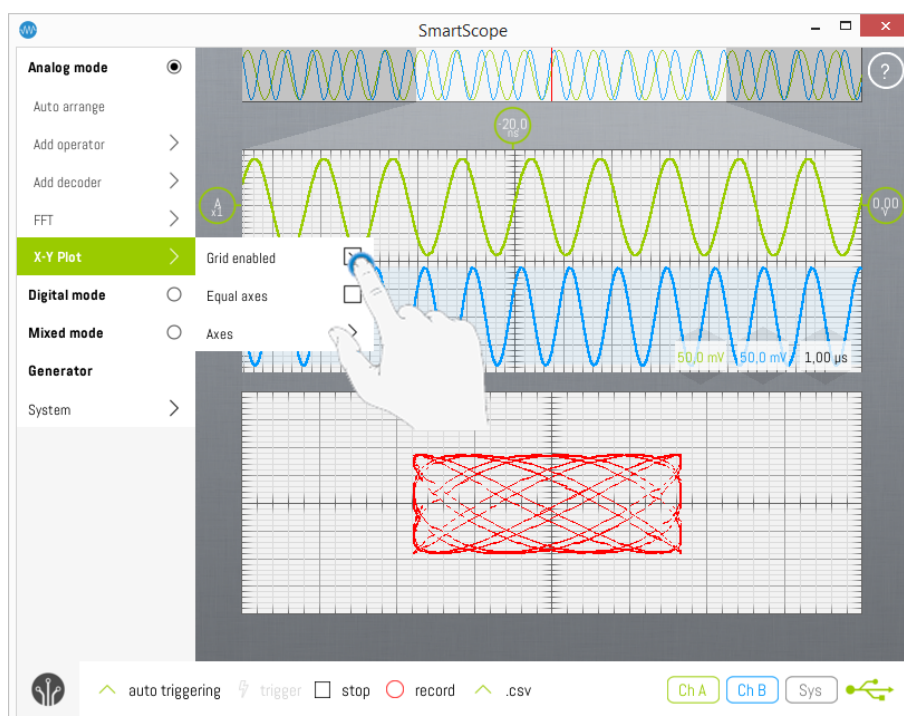 SmartScope
Analog mode
Auto arrange
Add operator
Add decoder
FFT
X-Y Plot
Digital mode
Mixed mode
Generator
System
Grid enabled
Equal axes
Axes
?
-20,0
ns
A
x1
0,00
V
50,0 mV 50,0 mV 1,00 µs
auto triggering trigger stop record .csv
Ch A Ch B Sys